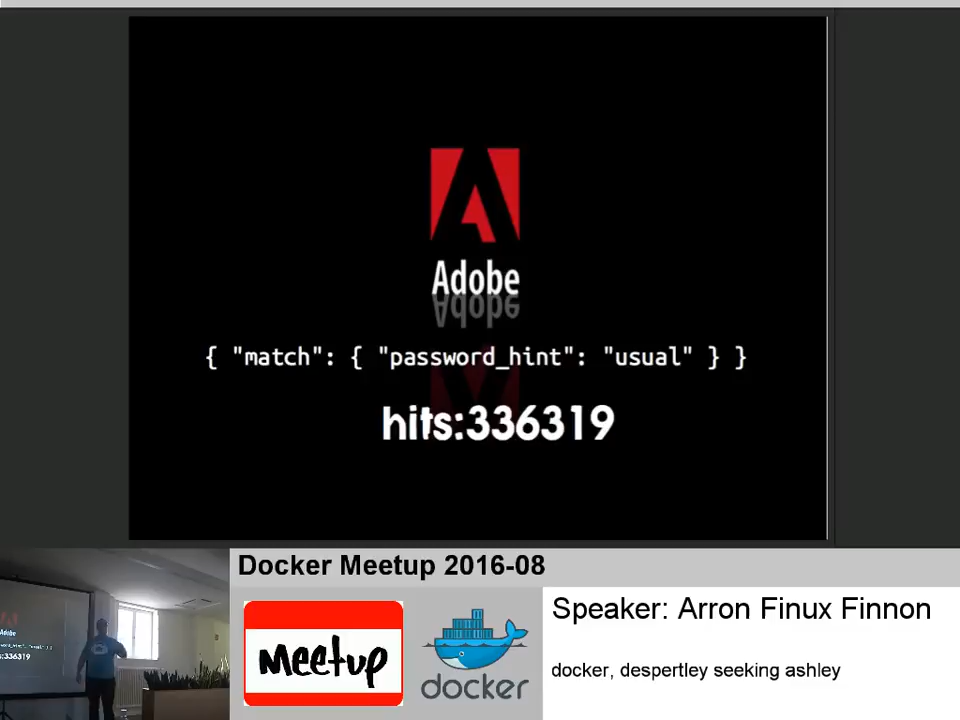 Adobe
{ "match": { "password_hint": "usual" } }
hits:336319
Docker Meetup 2016-08
Meetup
docker
Speaker: Arron Finux Finnon
docker, despertley seeking ashley
Adobe